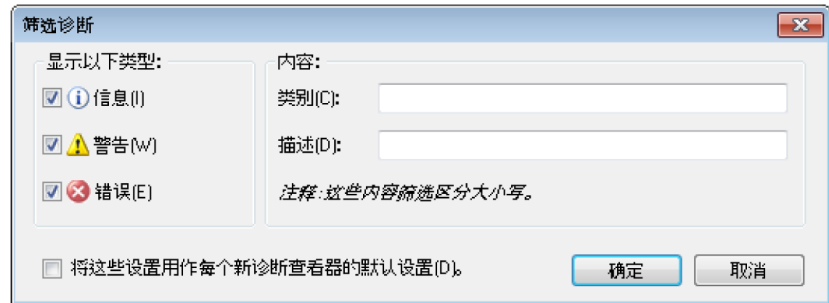 筛选诊断
显示以下类型:
信息(I)
警告(W)
错误(E)
内容:
类别(C):
描述(D):
注释:这些内容筛选区分大小写。
将这些设置用作每个新诊断查看器的默认设置(D)。
确定
取消